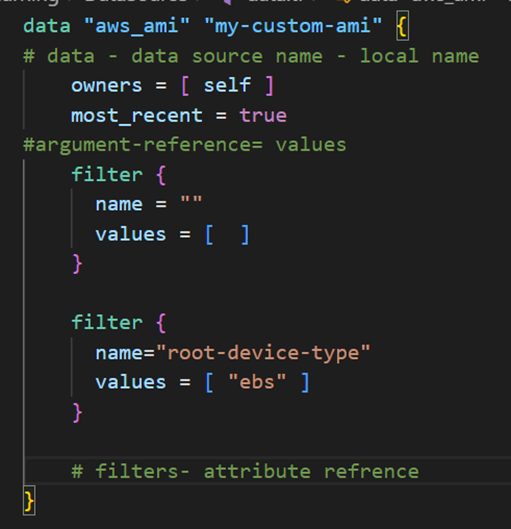 data "aws_ami" "my-custom-ami" {
# data - data source name - local name
owners = [ self ]
most_recent = true
#argument-reference= values
filter {
name = ""
values = [  ]
}
filter {
name="root-device-type"
values = [ "ebs" ]
}
# filters- attribute refrence
}